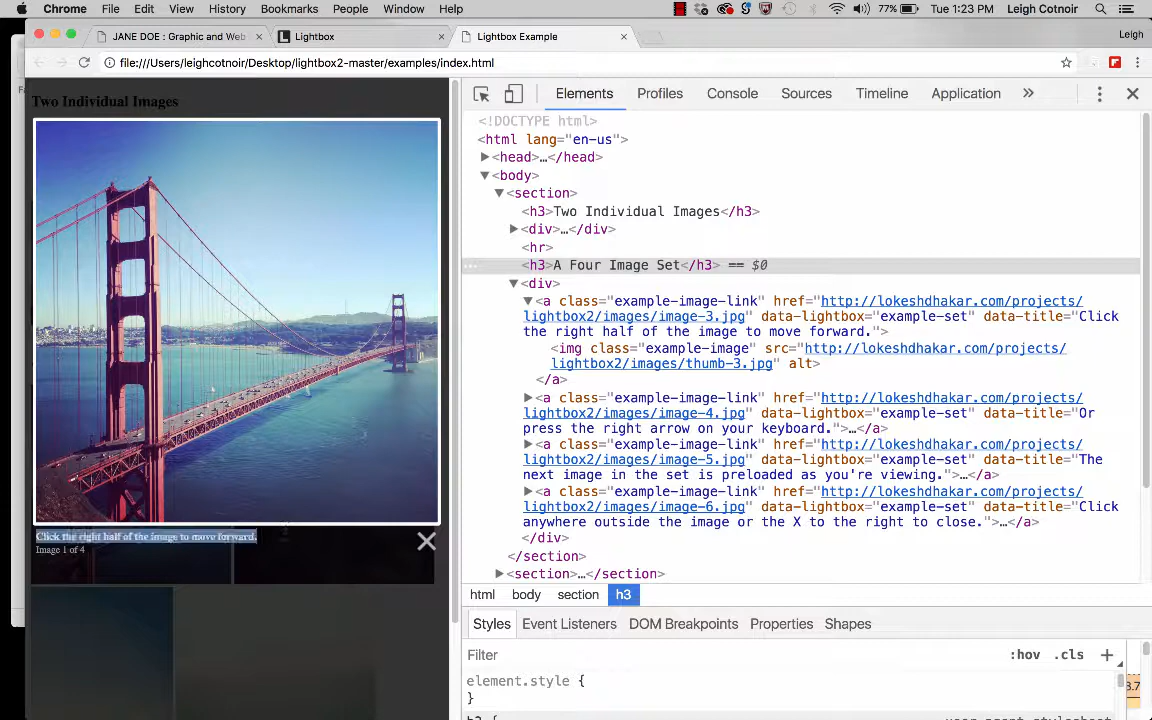 Chrome File Edit View History Bookmarks People Window Help 77% Tue 1:23 PM Leigh Cotnoir
JANE DOE : Graphic and Web × Lightbox × Lightbox Example × Leigh
file:///Users/leighcotnoir/Desktop/lightbox2-master/examples/index.html
Two Individual Images
Click the right half of the image to move forward.
Image 1 of 4
Elements Profiles Console Sources Timeline Application »
<!DOCTYPE html>
<html lang="en-us">
▶<head>…</head>
▼<body>
▼<section>
<h3>Two Individual Images</h3>
▶<div>…</div>
<hr>
… <h3>A Four Image Set</h3> == $0
▼<div>
▼<a class="example-image-link" href="http://lokeshdhakar.com/projects/
lightbox2/images/image-3.jpg" data-lightbox="example-set" data-title="Click
the right half of the image to move forward.">
<img class="example-image" src="http://lokeshdhakar.com/projects/
lightbox2/images/thumb-3.jpg" alt>
</a>
▶<a class="example-image-link" href="http://lokeshdhakar.com/projects/
lightbox2/images/image-4.jpg" data-lightbox="example-set" data-title="Or
press the right arrow on your keyboard.">…</a>
▶<a class="example-image-link" href="http://lokeshdhakar.com/projects/
lightbox2/images/image-5.jpg" data-lightbox="example-set" data-title="The
next image in the set is preloaded as you're viewing.">…</a>
▶<a class="example-image-link" href="http://lokeshdhakar.com/projects/
lightbox2/images/image-6.jpg" data-lightbox="example-set" data-title="Click
anywhere outside the image or the X to the right to close.">…</a>
</div>
</section>
▶<section>…</section>
html body section h3
Styles Event Listeners DOM Breakpoints Properties Shapes
Filter :hov .cls +
element.style {
}